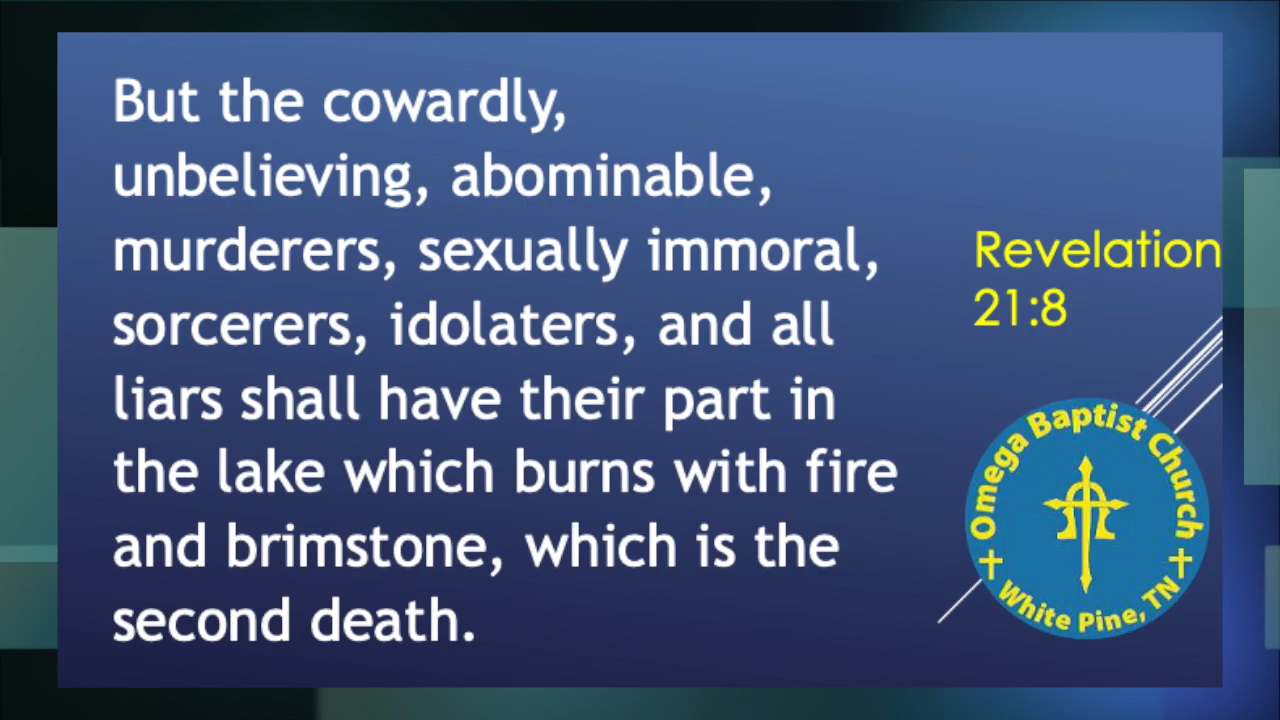 But the cowardly,
unbelieving, abominable,
murderers, sexually immoral,
sorcerers, idolaters, and all
liars shall have their part in
the lake which burns with fire
and brimstone, which is the
second death.
Revelation
21:8
Omega Baptist Church
White Pine, TN